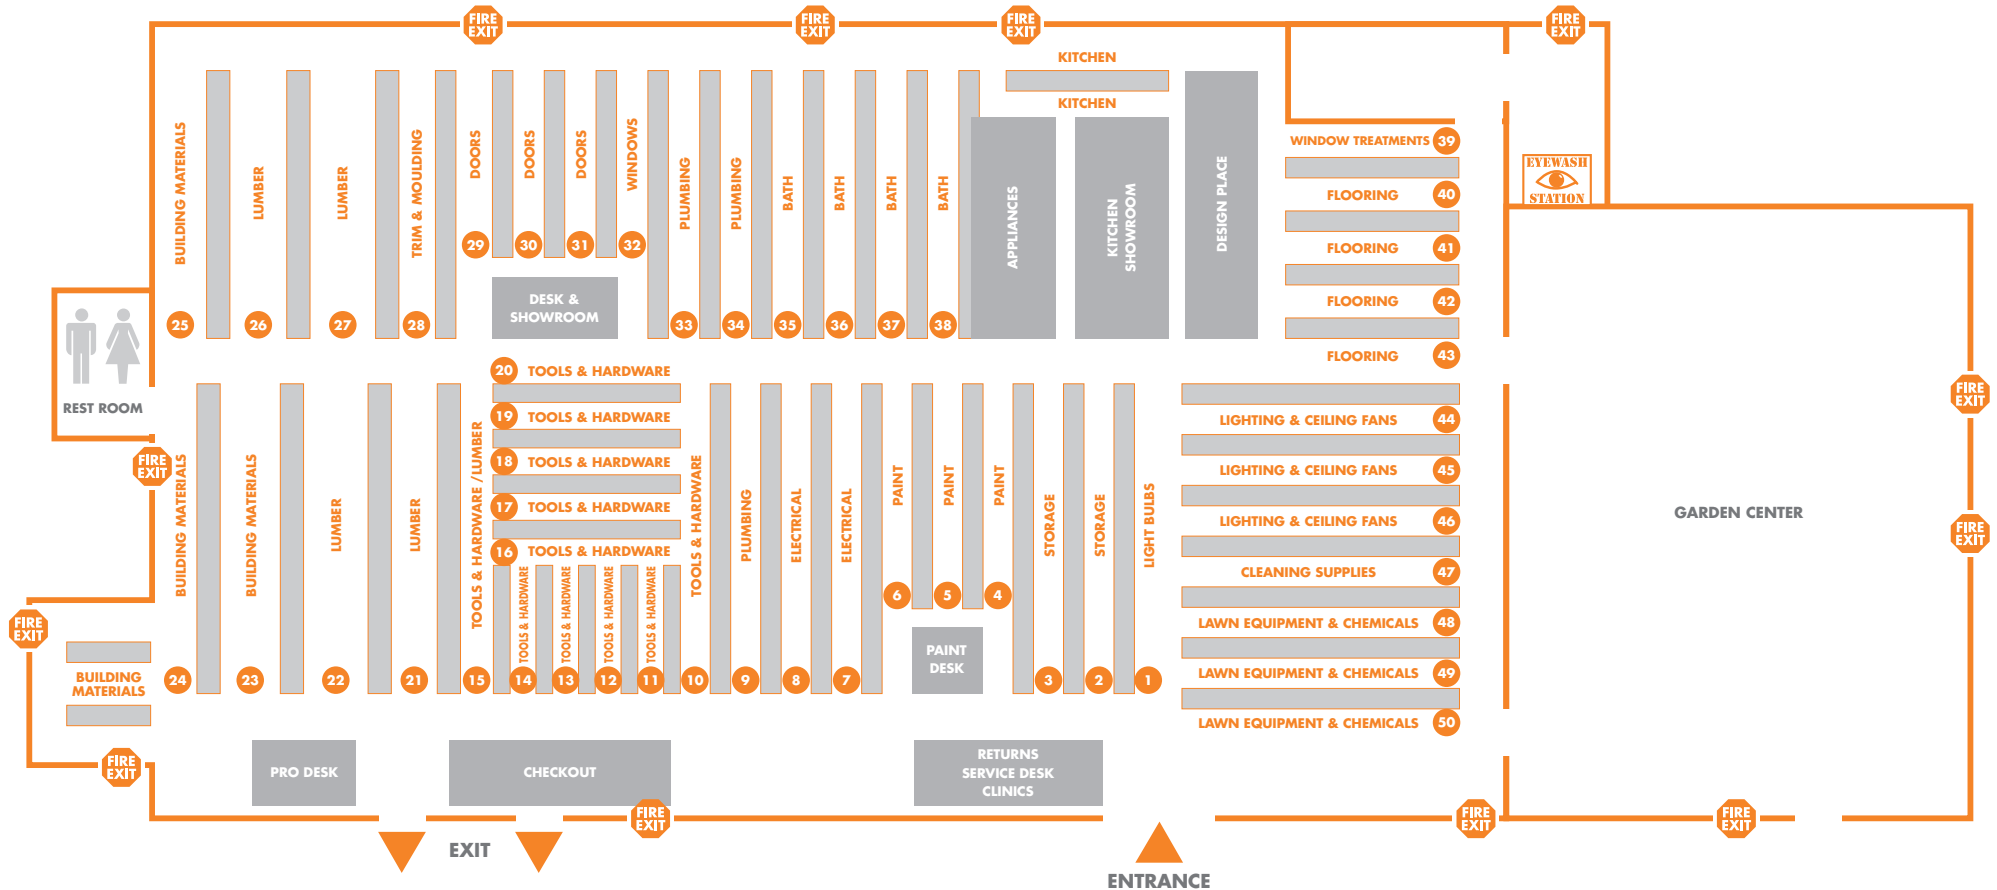 FIRE
EXIT
FIRE
EXIT
FIRE
EXIT
FIRE
EXIT
KITCHEN
KITCHEN
BUILDING MATERIALS
LUMBER
LUMBER
TRIM & MOULDING
DOORS
DOORS
DOORS
WINDOWS
PLUMBING
PLUMBING
BATH
BATH
BATH
BATH
APPLIANCES
KITCHEN
SHOWROOM
DESIGN PLACE
WINDOW TREATMENTS 39
EYEWASH
STATION
FLOORING 40
FLOORING 41
FLOORING 42
FLOORING 43
29
30
31
32
DESK &
SHOWROOM
25
26
27
28
33
34
35
36
37
38
REST ROOM
20 TOOLS & HARDWARE
19 TOOLS & HARDWARE
18 TOOLS & HARDWARE
17 TOOLS & HARDWARE
16 TOOLS & HARDWARE
FIRE
EXIT
BUILDING MATERIALS
BUILDING MATERIALS
LUMBER
LUMBER
TOOLS & HARDWARE / LUMBER
TOOLS & HARDWARE
TOOLS & HARDWARE
TOOLS & HARDWARE
TOOLS & HARDWARE
TOOLS & HARDWARE
PLUMBING
ELECTRICAL
ELECTRICAL
PAINT
PAINT
PAINT
STORAGE
STORAGE
LIGHT BULBS
6
5
4
PAINT
DESK
LIGHTING & CEILING FANS 44
LIGHTING & CEILING FANS 45
LIGHTING & CEILING FANS 46
CLEANING SUPPLIES 47
LAWN EQUIPMENT & CHEMICALS 48
LAWN EQUIPMENT & CHEMICALS 49
LAWN EQUIPMENT & CHEMICALS 50
GARDEN CENTER
FIRE
EXIT
FIRE
EXIT
FIRE
EXIT
BUILDING
MATERIALS
24
23
22
21
15
14
13
12
11
10
9
8
7
3
2
1
FIRE
EXIT
PRO DESK
CHECKOUT
RETURNS
SERVICE DESK
CLINICS
FIRE
EXIT
FIRE
EXIT
FIRE
EXIT
EXIT
ENTRANCE